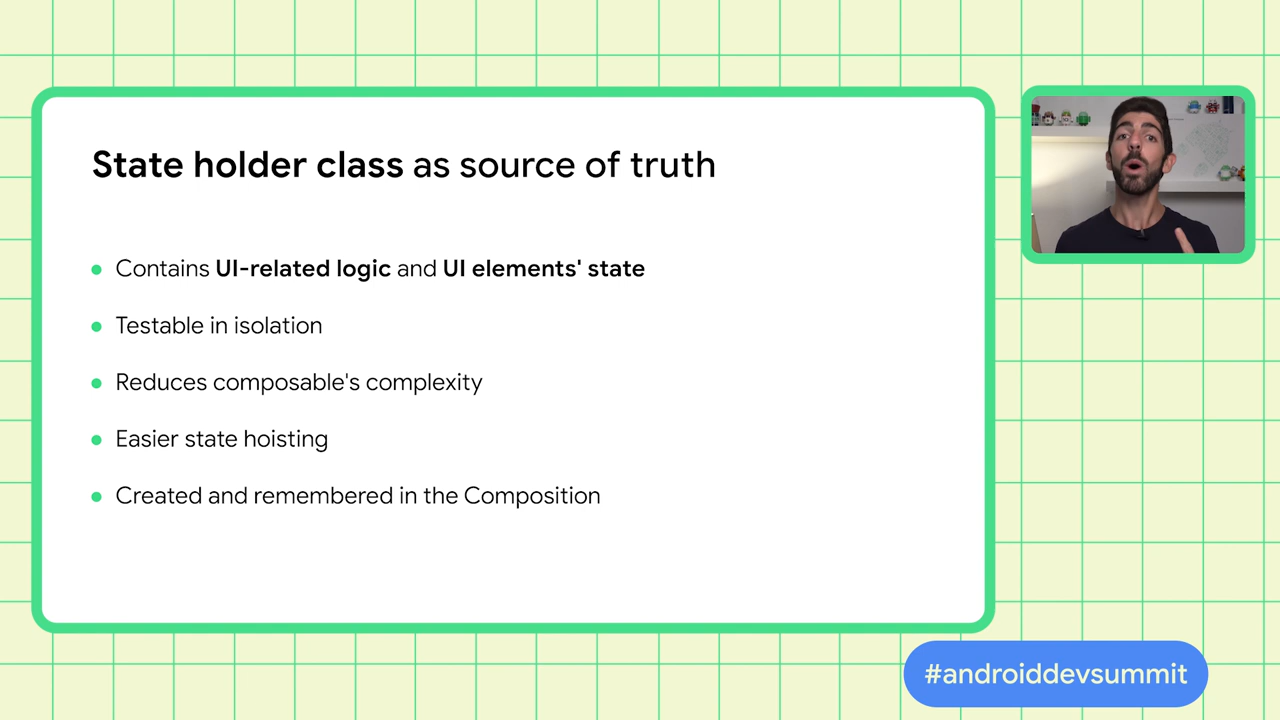 State holder class as source of truth
Contains UI-related logic and UI elements' state
Testable in isolation
Reduces composable's complexity
Easier state hoisting
Created and remembered in the Composition
#androiddevsummit